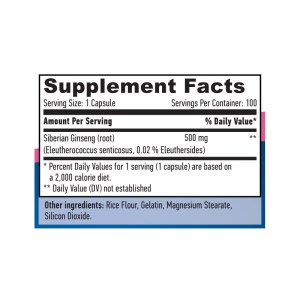 Supplement Facts
Serving Size: 1 Capsule Servings Per Container: 100
Amount Per Serving % Daily Value*
Siberian Ginseng (root) 500 mg **
(Eleutherococcus senticosus, 0.02 % Eleuthersides)
* Percent Daily Values for 1 serving (1 capsule) are based on
a 2,000 calorie diet.
** Daily Value (DV) not established
Other ingredients: Rice Flour, Gelatin, Magnesium Stearate,
Silicon Dioxide.